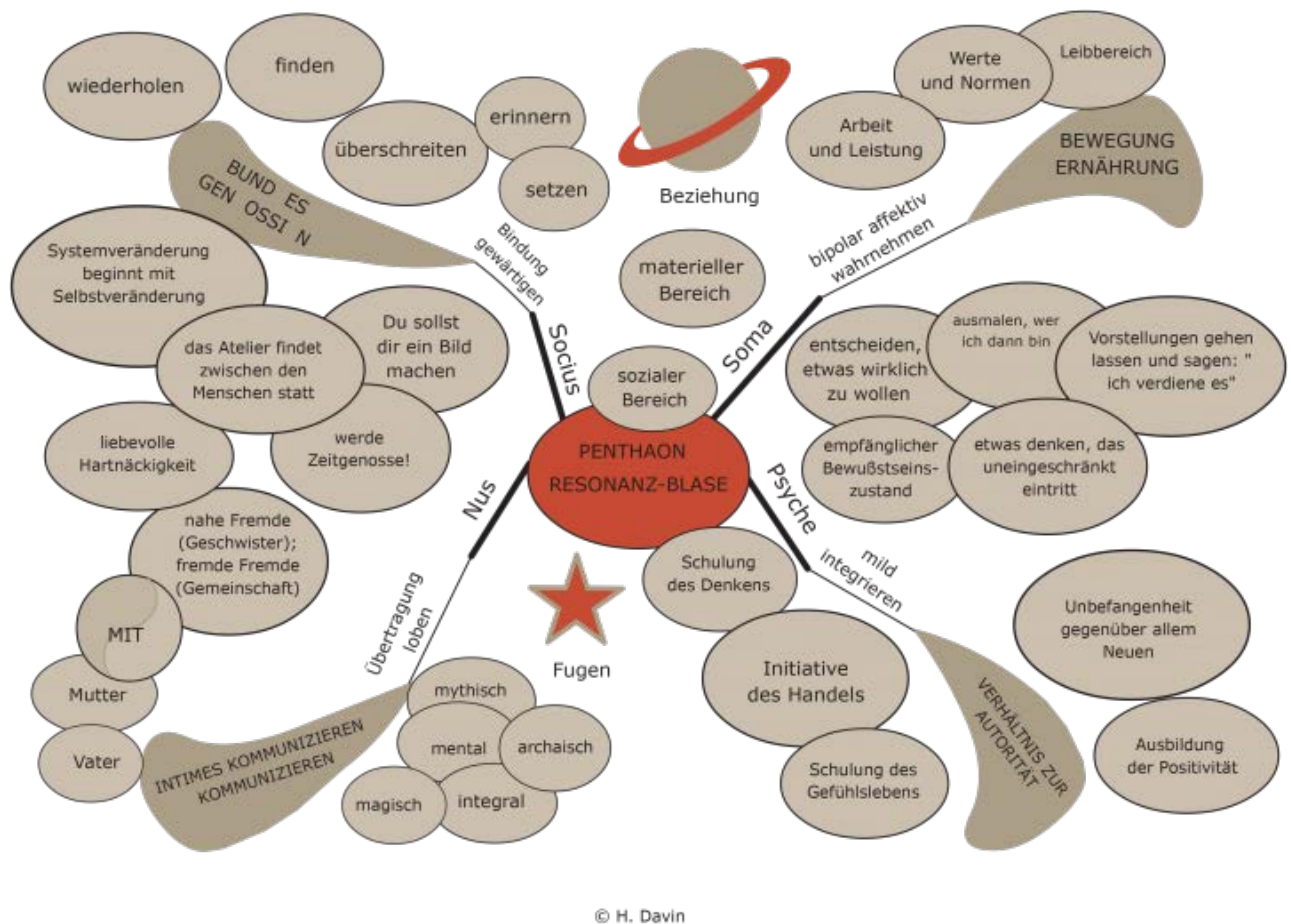 wiederholen
finden
überschreiten
erinnern
setzen
BUND ES
GEN OSSI N
Bindung
gewärtigen
Socius
Beziehung
materieller
Bereich
sozialer
Bereich
Werte
und Normen
Leibbereich
Arbeit
und Leistung
BEWEGUNG
ERNÄHRUNG
bipolar affektiv
wahrnehmen
Soma
Systemveränderung
beginnt mit
Selbstveränderung
das Atelier findet
zwischen den
Menschen statt
Du sollst
dir ein Bild
machen
liebevolle
Hartnäckigkeit
werde
Zeitgenosse!
nahe Fremde
(Geschwister);
fremde Fremde
(Gemeinschaft)
MIT
Mutter
Vater
PENTHAON
RESONANZ-BLASE
entscheiden,
etwas wirklich
zu wollen
ausmalen, wer
ich dann bin
Vorstellungen gehen
lassen und sagen: "
ich verdiene es"
empfänglicher
Bewußstseins-
zustand
etwas denken, das
uneingeschränkt
eintritt
Nus
Übertragung
loben
INTIMES KOMMUNIZIEREN
KOMMUNIZIEREN
mythisch
mental
archaisch
magisch
integral
Fugen
Psyche
mild
integrieren
Schulung
des Denkens
Initiative
des Handels
Schulung des
Gefühlslebens
VERHÄLTNIS ZUR
AUTORITÄT
Unbefangenheit
gegenüber allem
Neuen
Ausbildung
der Positivität
© H. Davin